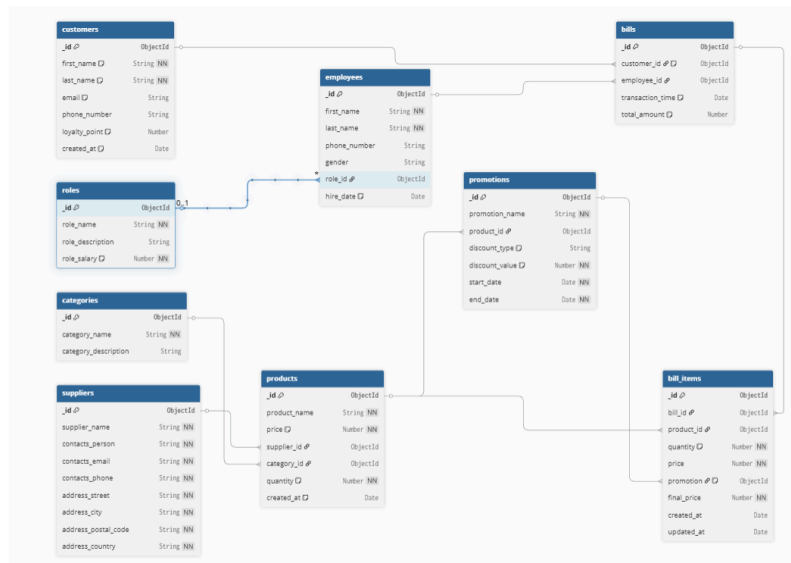 customers
_id ObjectId
first_name String NN
last_name String NN
email String
phone_number String
loyalty_point Number
created_at Date
roles
_id ObjectId
role_name String NN
role_description String
role_salary Number NN
0..1
*
categories
_id ObjectId
category_name String NN
category_description String
suppliers
_id ObjectId
supplier_name String NN
contacts_person String NN
contacts_email String NN
contacts_phone String NN
address_street String NN
address_city String NN
address_postal_code String NN
address_country String NN
employees
_id ObjectId
first_name String NN
last_name String NN
phone_number String
gender String
role_id ObjectId
hire_date Date
products
_id ObjectId
product_name String NN
price Number NN
supplier_id ObjectId
category_id ObjectId
quantity Number NN
created_at Date
promotions
_id ObjectId
promotion_name String NN
product_id ObjectId
discount_type String
discount_value Number NN
start_date Date NN
end_date Date NN
bills
_id ObjectId
customer_id ObjectId
employee_id ObjectId
transaction_time Date
total_amount Number
bill_items
_id ObjectId
bill_id ObjectId
product_id ObjectId
quantity Number NN
price Number NN
promotion ObjectId
final_price Number NN
created_at Date
updated_at Date